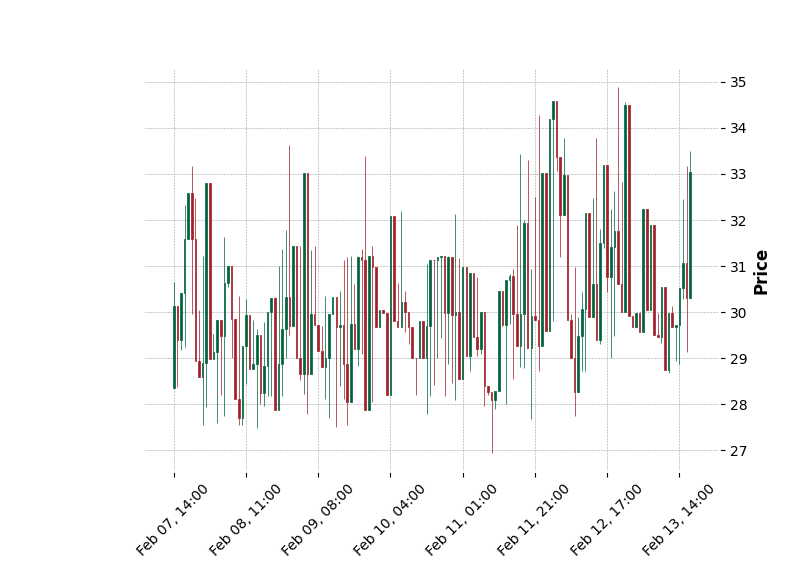 35
34
33
32
31
30
29
28
27
Price
Feb 07, 14:00
Feb 08, 11:00
Feb 09, 08:00
Feb 10, 04:00
Feb 11, 01:00
Feb 11, 21:00
Feb 12, 17:00
Feb 13, 14:00